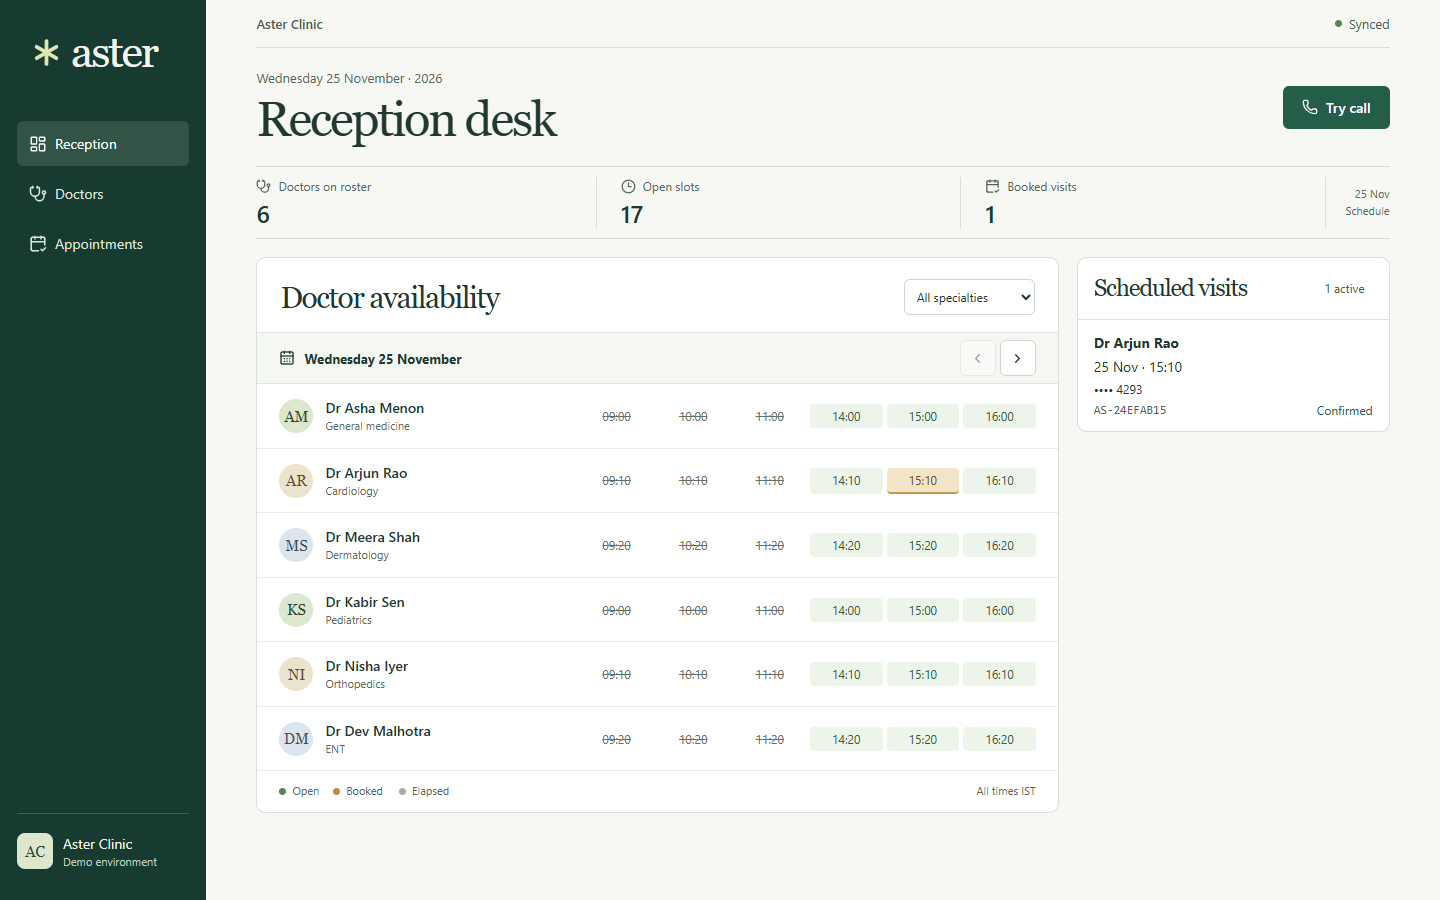 aster
Reception
Doctors
Appointments
AC
Aster Clinic
Demo environment
Aster Clinic
Synced
Wednesday 25 November · 2026
Reception desk
Try call
Doctors on roster
6
Open slots
17
Booked visits
1
25 Nov
Schedule
Doctor availability
All specialties
Wednesday 25 November
AM
Dr Asha Menon
General medicine
09:00 10:00 11:00 14:00 15:00 16:00
AR
Dr Arjun Rao
Cardiology
09:10 10:10 11:10 14:10 15:10 16:10
MS
Dr Meera Shah
Dermatology
09:20 10:20 11:20 14:20 15:20 16:20
KS
Dr Kabir Sen
Pediatrics
09:00 10:00 11:00 14:00 15:00 16:00
NI
Dr Nisha Iyer
Orthopedics
09:10 10:10 11:10 14:10 15:10 16:10
DM
Dr Dev Malhotra
ENT
09:20 10:20 11:20 14:20 15:20 16:20
Open Booked Elapsed
All times IST
Scheduled visits
1 active
Dr Arjun Rao
25 Nov · 15:10
•••• 4293
AS-24EFAB15
Confirmed